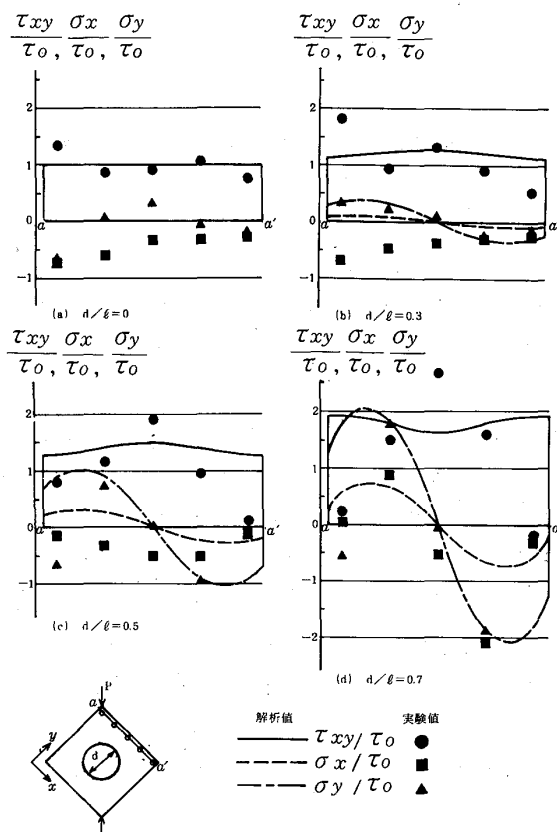 τxy/τo, σx/τo, σy/τo
τxy/τo, σx/τo, σy/τo
2
1
0
-1
a
a'
(a) d/ℓ=0
2
1
0
-1
a
a'
(b) d/ℓ=0.3
τxy/τo, σx/τo, σy/τo
τxy/τo, σx/τo, σy/τo
2
1
0
-1
a
a'
(c) d/ℓ=0.5
2
1
0
-1
-2
a
(d) d/ℓ=0.7
P
a
a'
y
x
d
解析値 実験値
τxy/τo
σx/τo
σy/τo